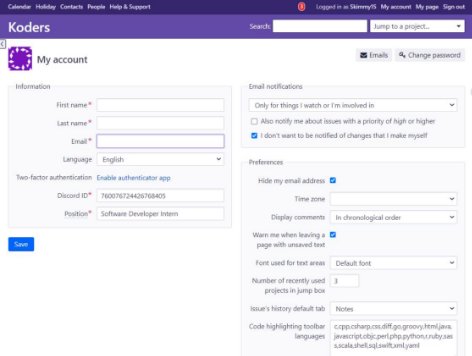 Calendar Holiday Contacts People Help & Support
Logged in as Skimmy15 My account My page Sign out
Koders
Search:
Jump to a project...
My account
Emails
Change password
Information
First name*
Last name*
Email*
Language English
Two-factor authentication Enable authenticator app
Discord ID* 760076724426768405
Position* Software Developer Intern
Save
Email notifications
Only for things I watch or I'm involved in
Also notify me about issues with a priority of high or higher
I don't want to be notified of changes that I make myself
Preferences
Hide my email address
Time zone
Display comments In chronological order
Warn me when leaving a
page with unsaved text
Font used for text areas Default font
Number of recently used
projects in jump box
3
Issue's history default tab Notes
Code highlighting toolbar
languages
c,cpp,csharp,css,diff,go,groovy,html,java,
javascript,objc,perl,php,python,r,ruby,sas
s,scala,shell,sql,swift,xml,yaml